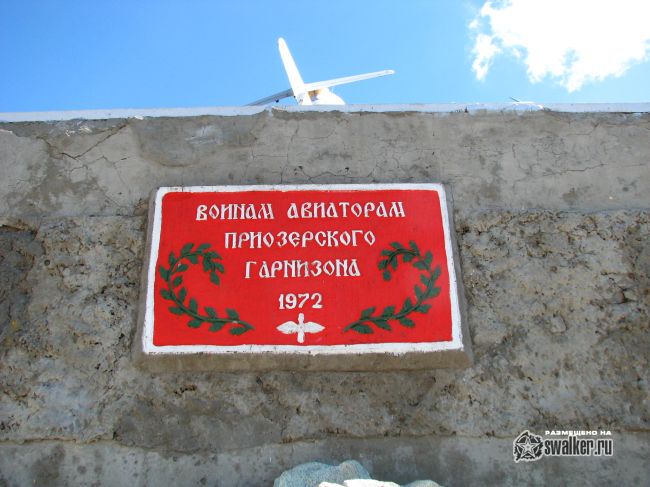 ВОИНАМ АВИАТОРАМ
ПРИОЗЕРСКОГО
ГАРНИЗОНА
1972
РАЗМЕЩЕНО НА
swalker.ru